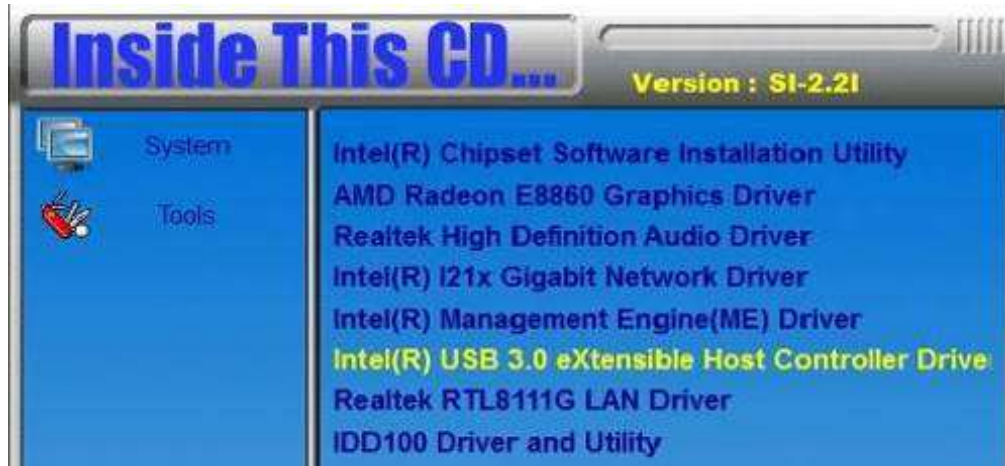 Inside This CD...
Version : SI-2.2I
System
Tools
Intel(R) Chipset Software Installation Utility
AMD Radeon E8860 Graphics Driver
Realtek High Definition Audio Driver
Intel(R) I21x Gigabit Network Driver
Intel(R) Management Engine(ME) Driver
Intel(R) USB 3.0 eXtensible Host Controller Drive
Realtek RTL8111G LAN Driver
IDD100 Driver and Utility